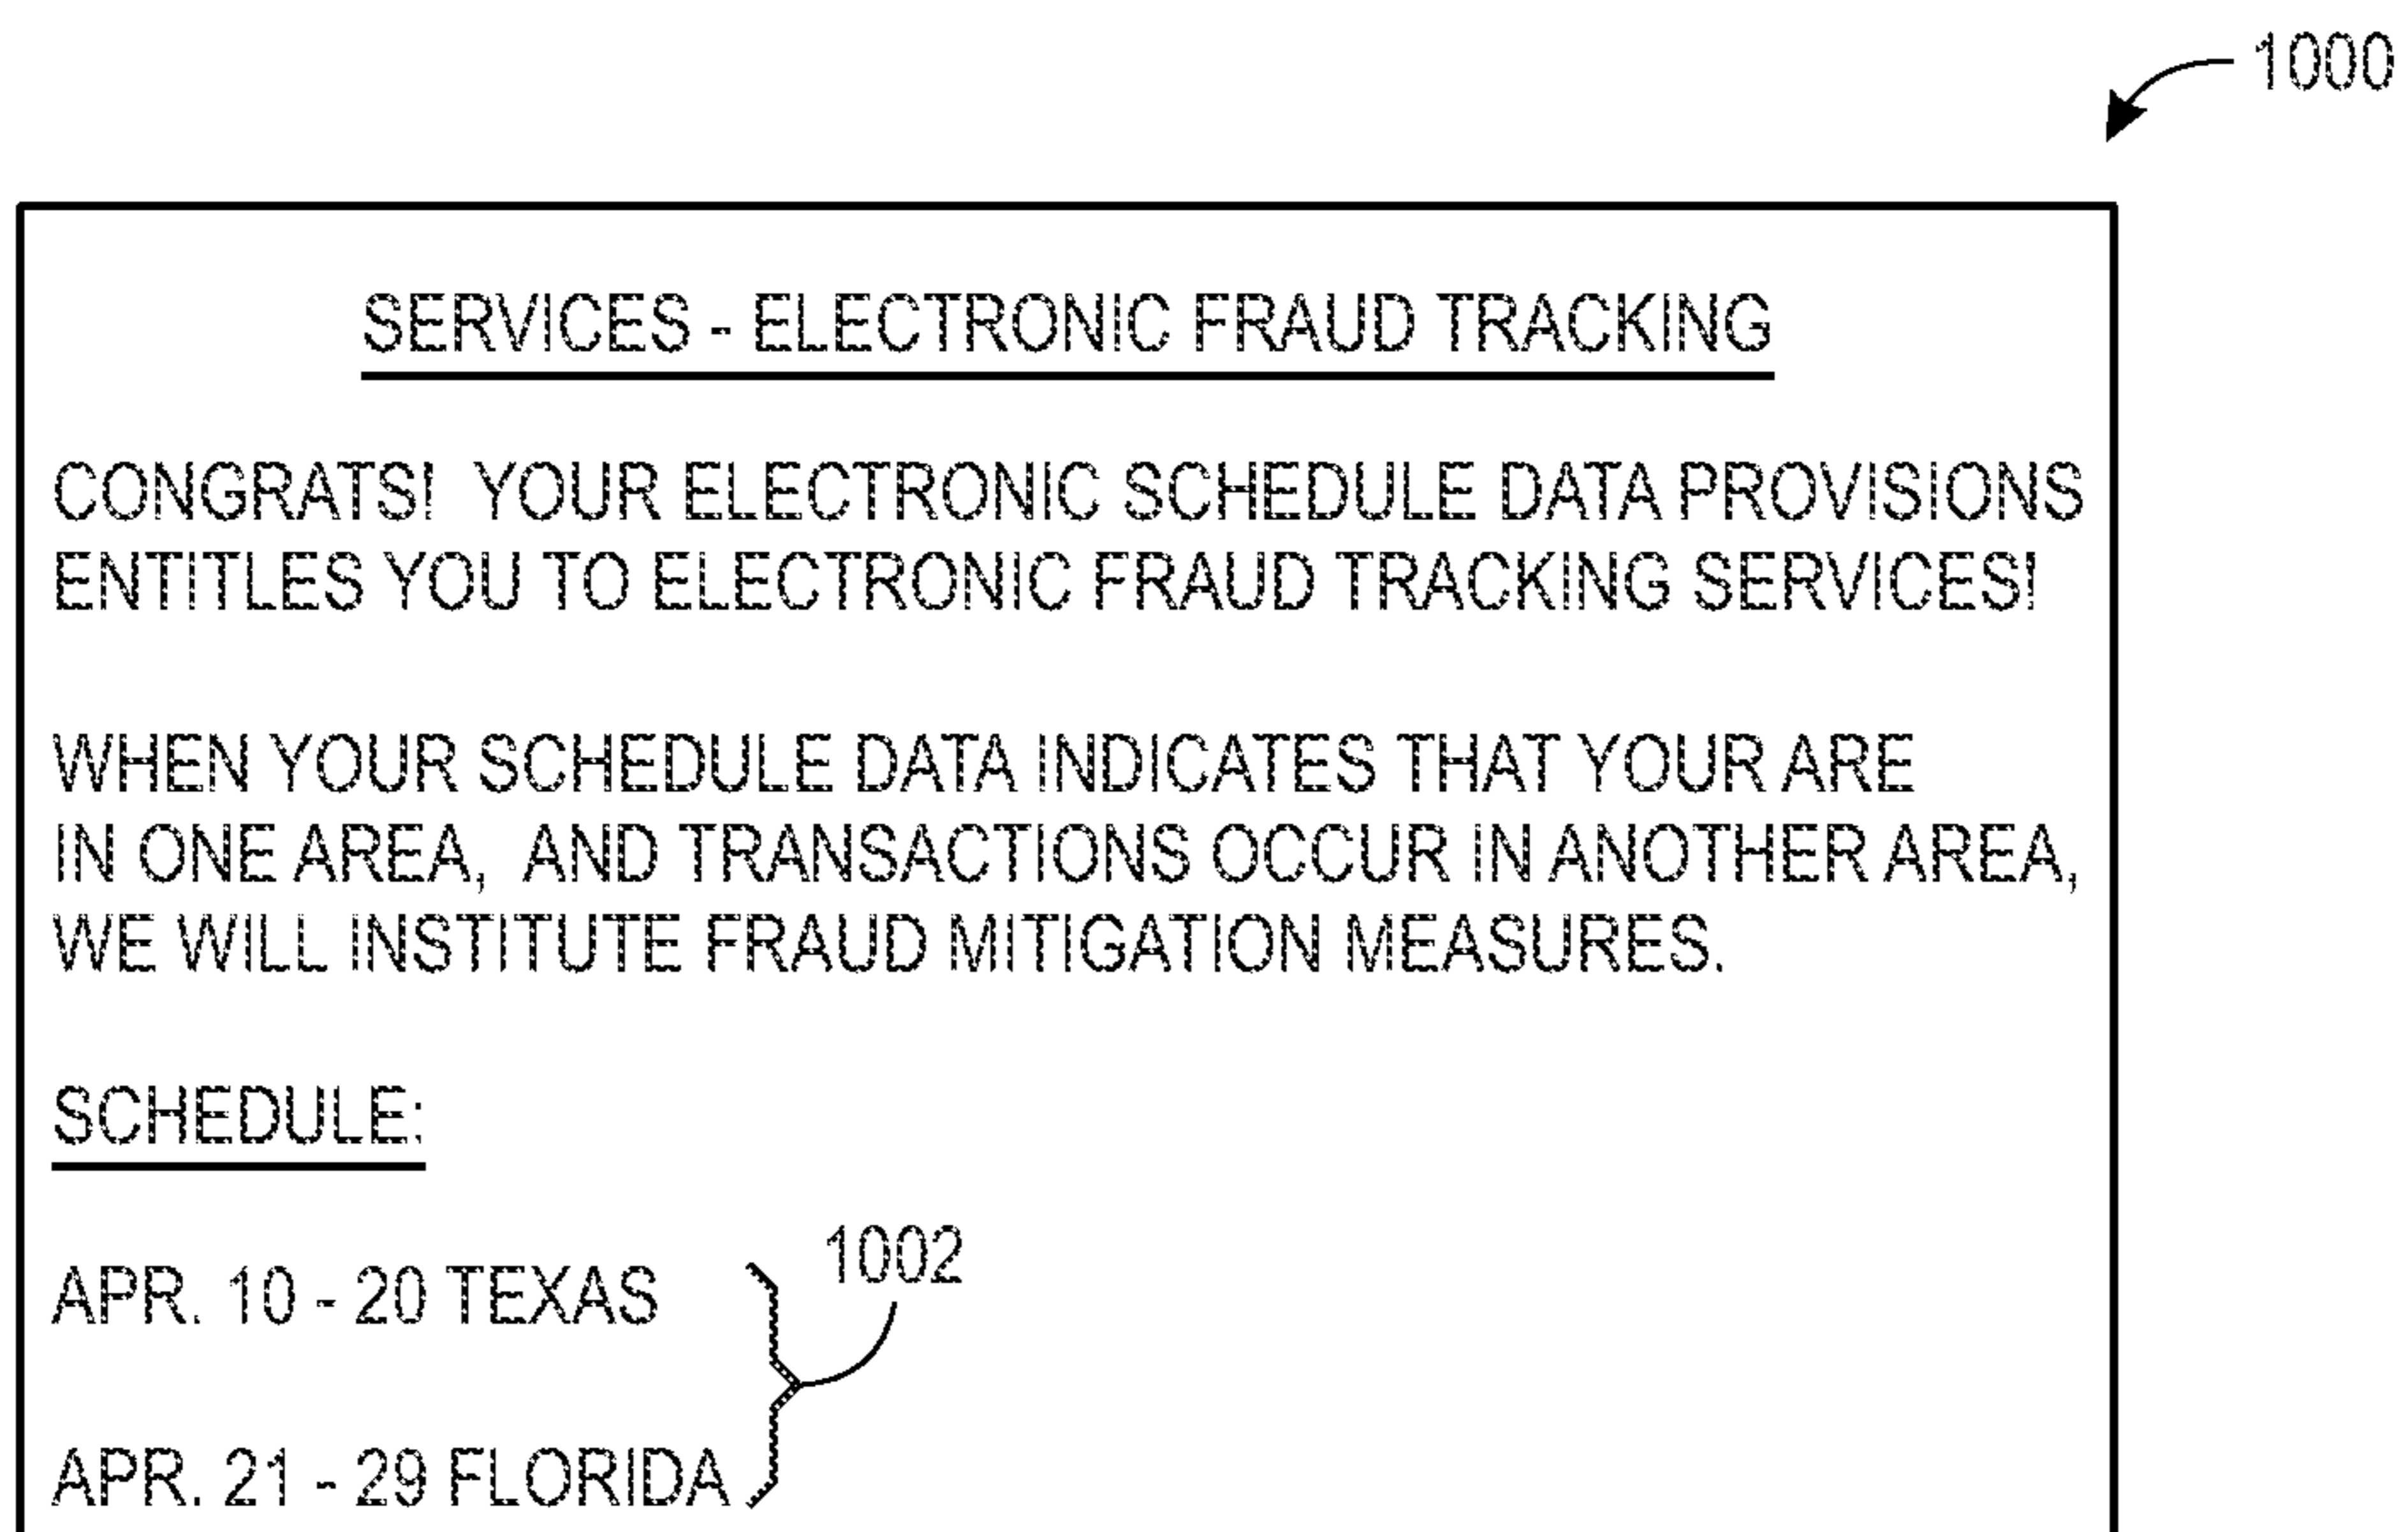 1000
SERVICES - ELECTRONIC FRAUD TRACKING
CONGRATS! YOUR ELECTRONIC SCHEDULE DATA PROVISIONS
ENTITLES YOU TO ELECTRONIC FRAUD TRACKING SERVICES!
WHEN YOUR SCHEDULE DATA INDICATES THAT YOUR ARE
IN ONE AREA, AND TRANSACTIONS OCCUR IN ANOTHER AREA,
WE WILL INSTITUTE FRAUD MITIGATION MEASURES.
SCHEDULE:
1002
APR. 10 - 20 TEXAS
APR. 21 - 29 FLORIDA